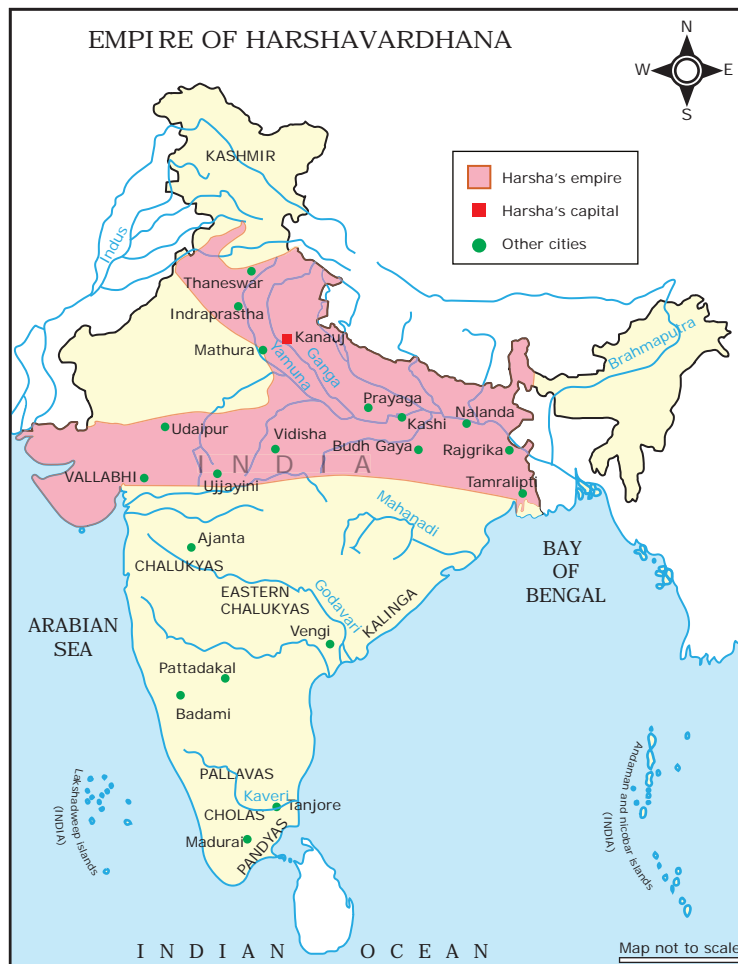 EMPIRE OF HARSHAVARDHANA
N
W
E
S
KASHMIR
Harsha's empire
Harsha's capital
Other cities
Indus
Thaneswar
Indraprastha
Kanauj
Mathura
Yamuna
Ganga
Brahmaputra
Prayaga
Kashi
Nalanda
Udaipur
Vidisha
Budh Gaya
Rajgrika
INDIA
VALLABHI
Ujjayini
Tamralipti
Mahanadi
Ajanta
CHALUKYAS
BAY
OF
BENGAL
EASTERN
CHALUKYAS
Godavari
KALINGA
ARABIAN
SEA
Vengi
Pattadakal
Badami
PALLAVAS
Kaveri
Tanjore
CHOLAS
Madurai
PANDYAS
Lakshadweep islands
(INDIA)
Andaman and nicobar islands
(INDIA)
INDIAN OCEAN
Map not to scale